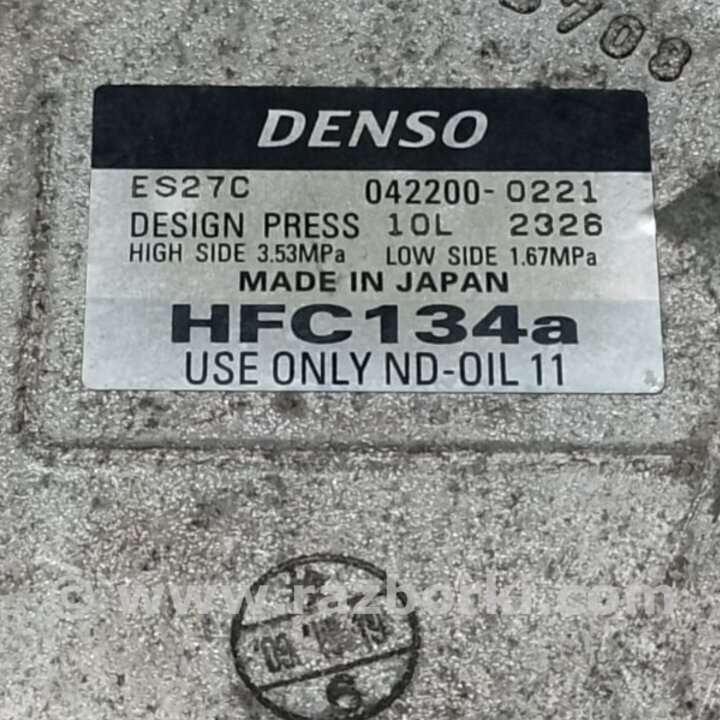 3708
DENSO
ES27C 042200-0221
DESIGN PRESS 10L 2326
HIGH SIDE 3.53MPa LOW SIDE 1.67MPa
MADE IN JAPAN
HFC134a
USE ONLY ND-OIL 11
© www.razborki.com
6